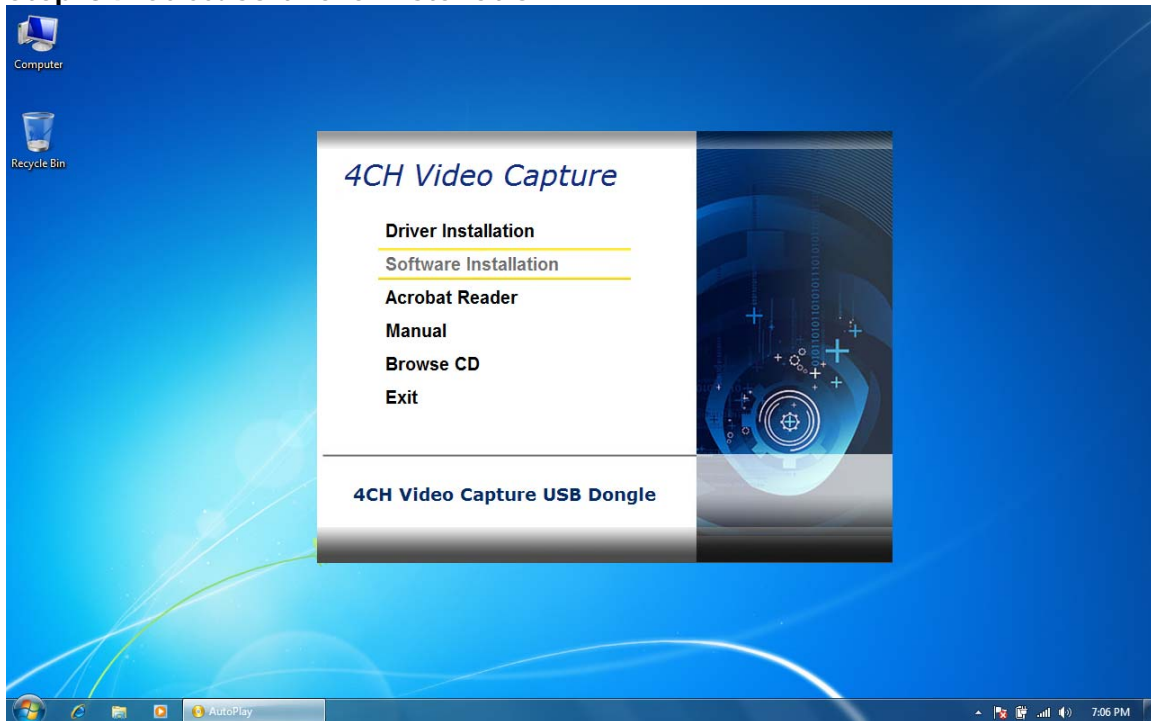 Computer
Recycle Bin
4CH Video Capture
Driver Installation
Software Installation
Acrobat Reader
Manual
Browse CD
Exit
4CH Video Capture USB Dongle
AutoPlay
7:06 PM